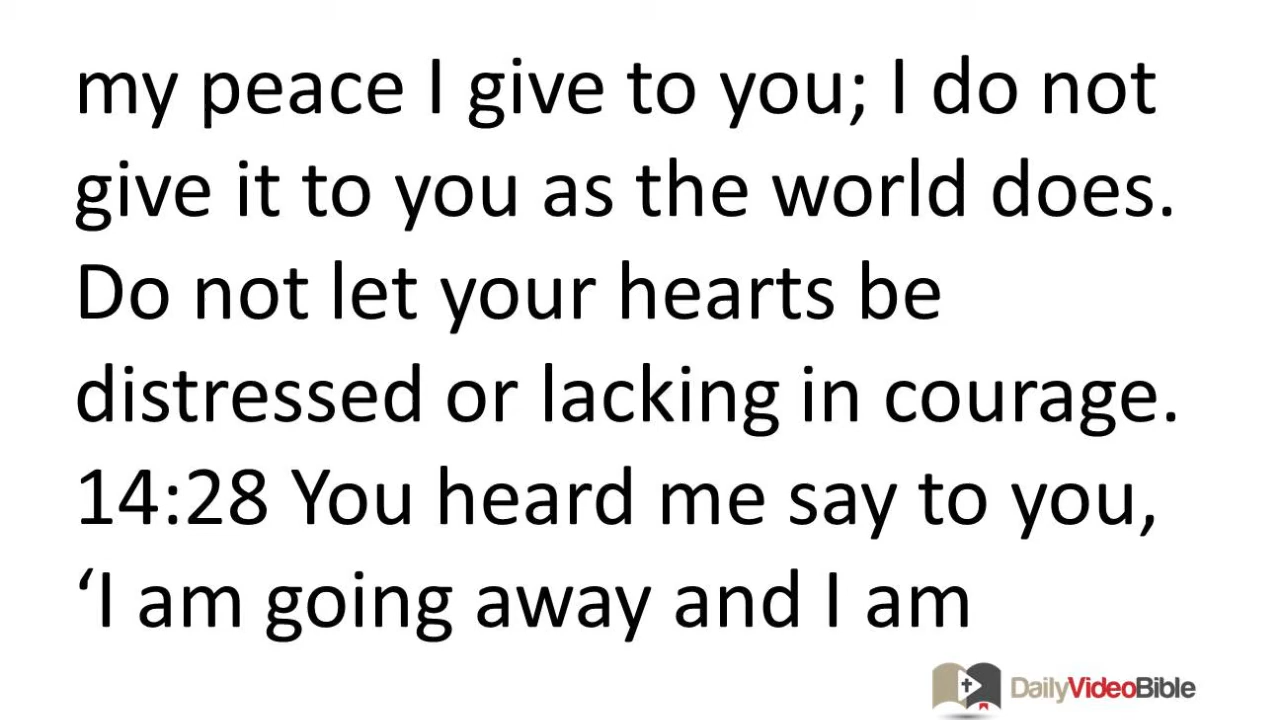 my peace I give to you; I do not
give it to you as the world does.
Do not let your hearts be
distressed or lacking in courage.
14:28 You heard me say to you,
‘I am going away and I am
DailyVideoBible